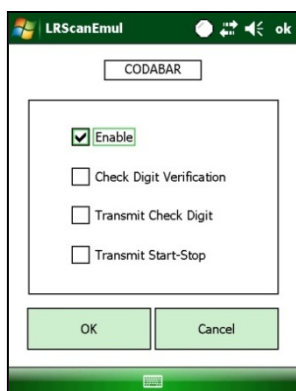 LRScanEmul ok
CODABAR
Enable
Check Digit Verification
Transmit Check Digit
Transmit Start-Stop
OK Cancel